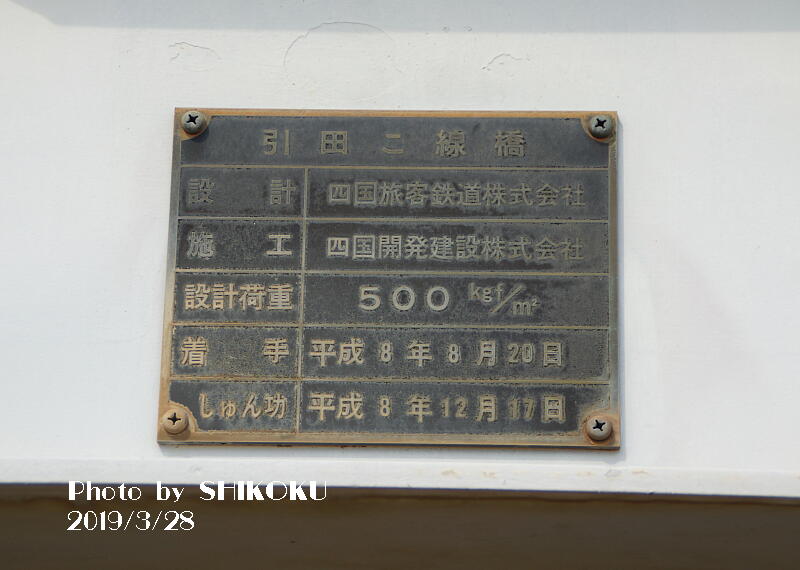 引田こ線橋
設計 四国旅客鉄道株式会社
施工 四国開発建設株式会社
設計荷重 500 kgf/m²
着手 平成8年8月20日
しゅん功 平成8年12月17日
Photo by SHIKOKU
2019/3/28